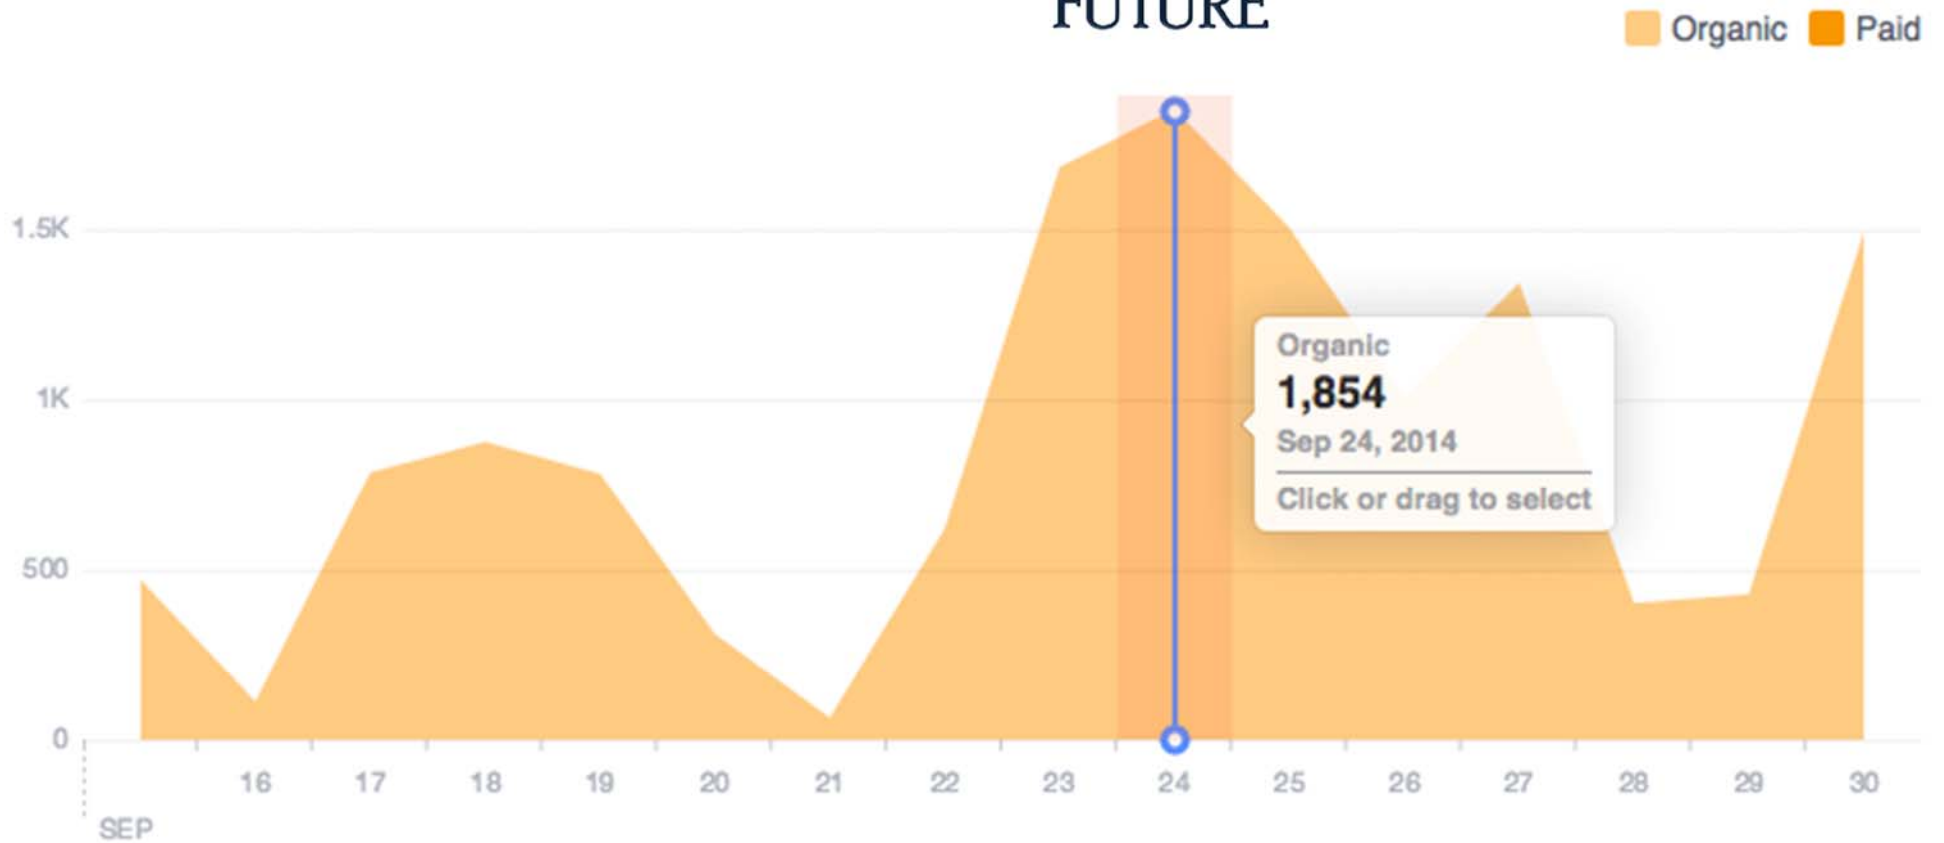 FUTURE
Organic Paid
1.5K
1K
500
0
Organic
1,854
Sep 24, 2014
Click or drag to select
16 17 18 19 20 21 22 23 24 25 26 27 28 29 30
SEP